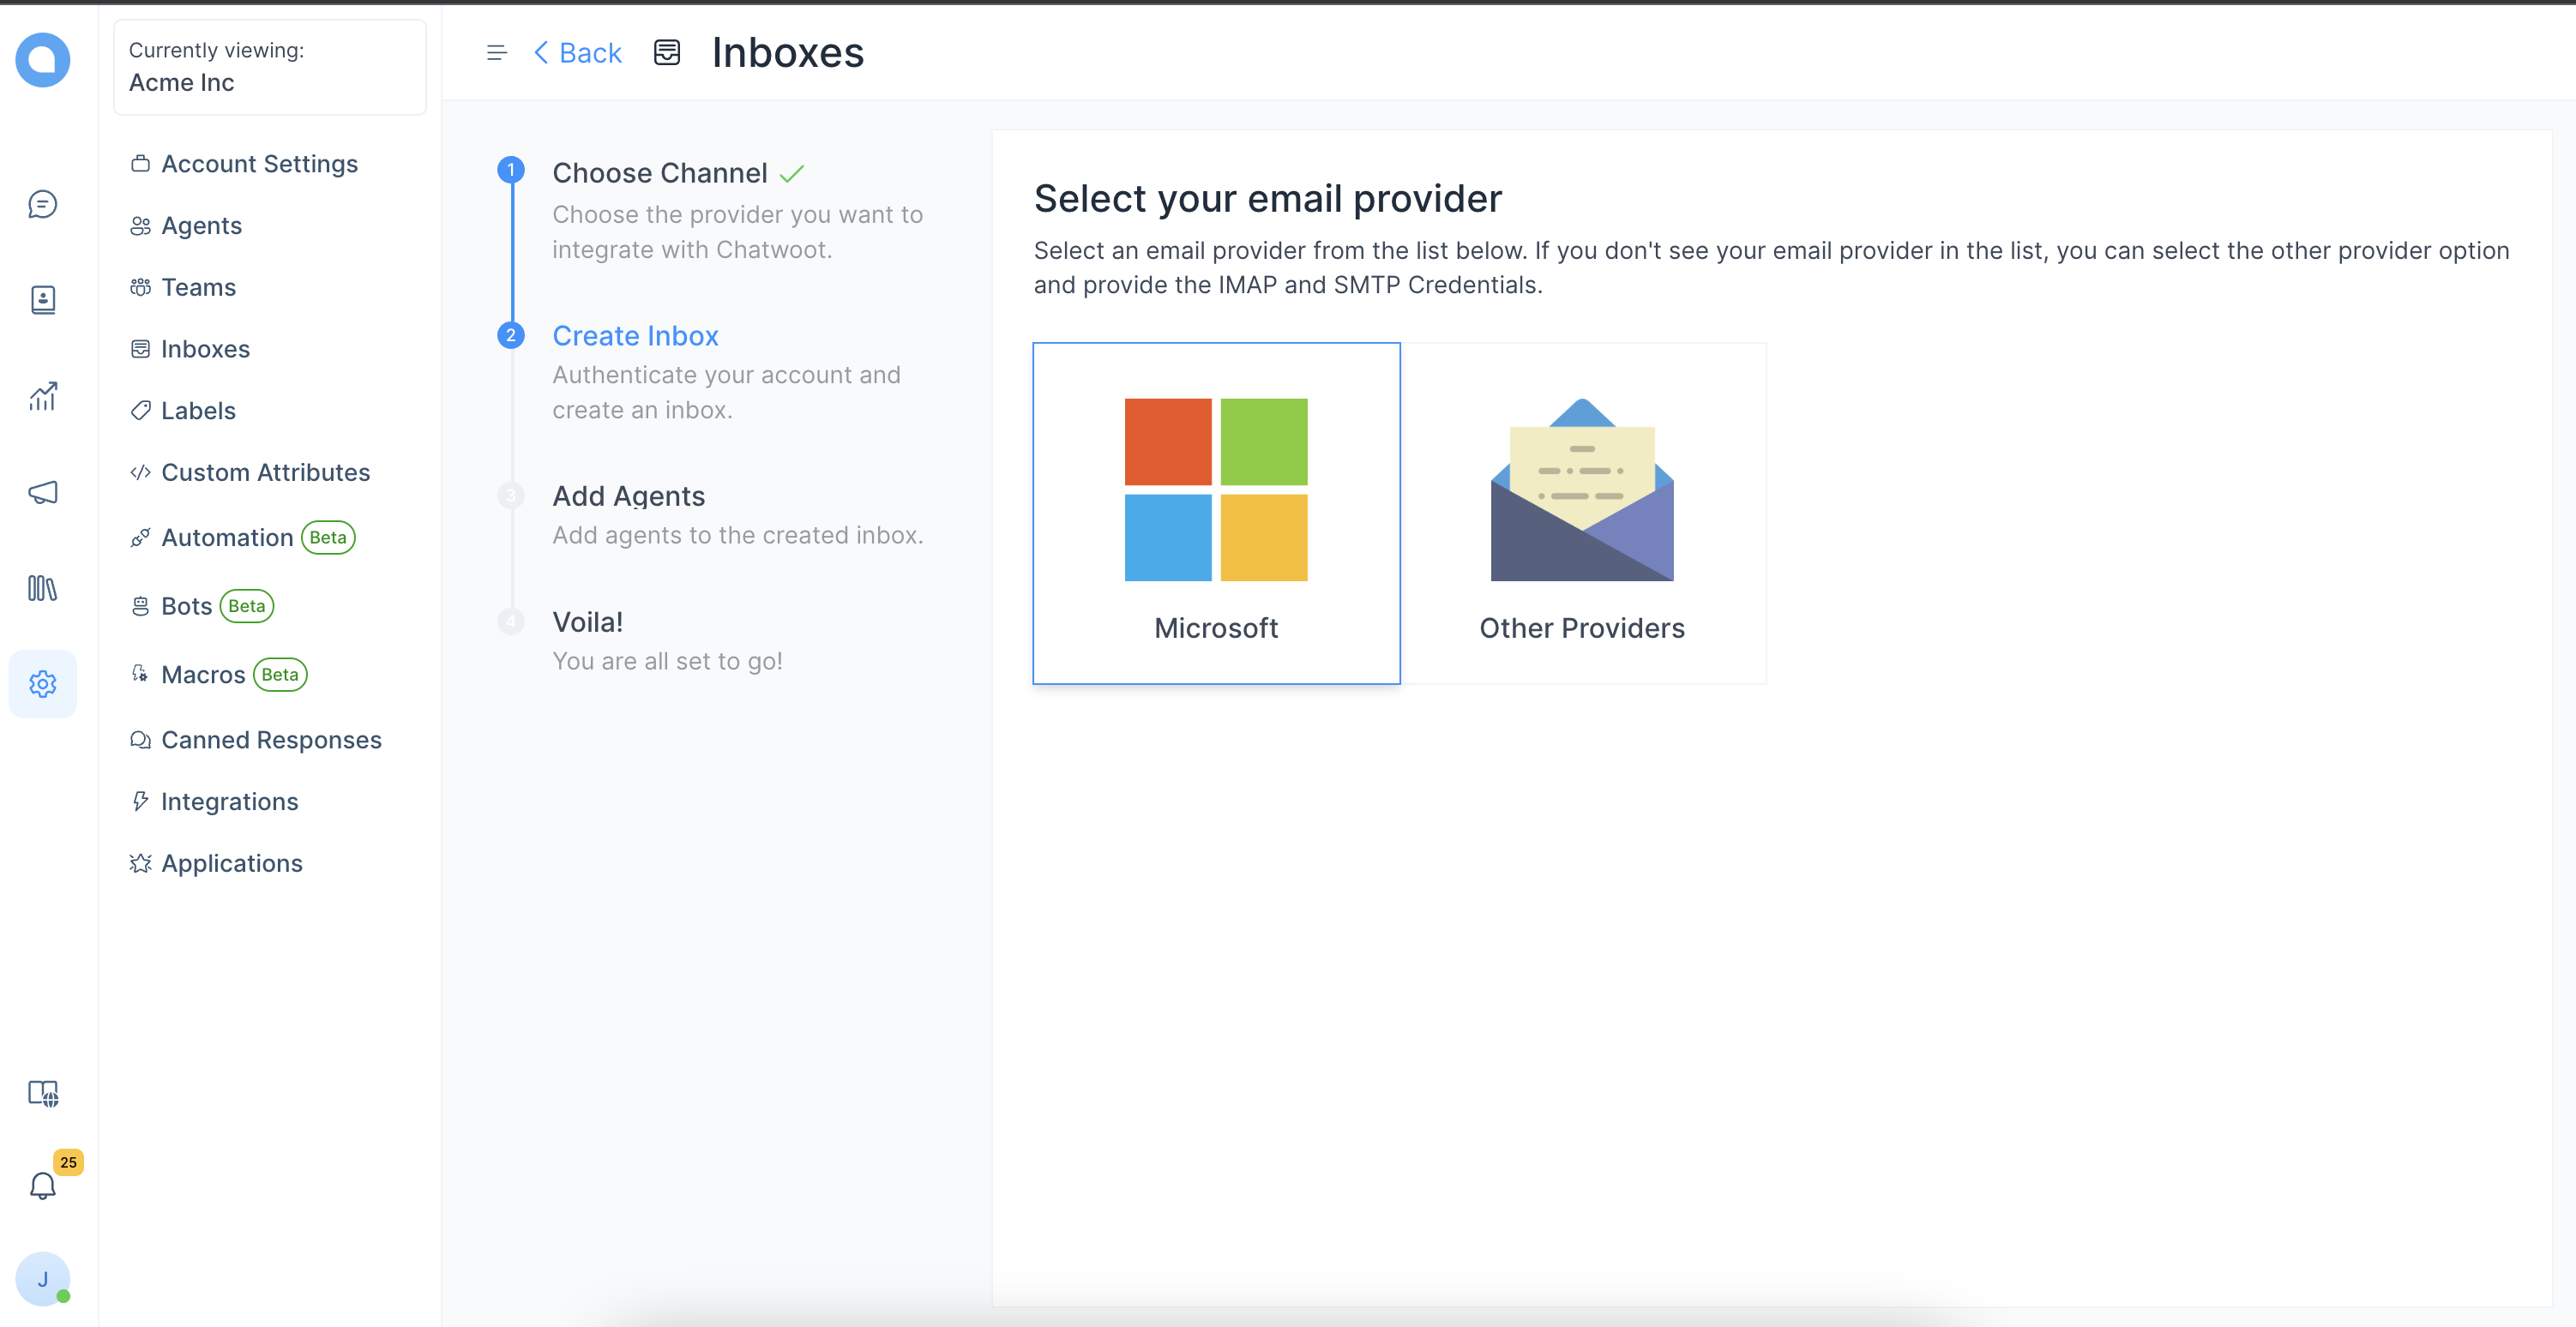 Currently viewing:
Acme Inc
Account Settings
Agents
Teams
Inboxes
Labels
Custom Attributes
Automation Beta
Bots Beta
Macros Beta
Canned Responses
Integrations
Applications
25
J
Back
Inboxes
1
Choose Channel
Choose the provider you want to
integrate with Chatwoot.
2
Create Inbox
Authenticate your account and
create an inbox.
3
Add Agents
Add agents to the created inbox.
4
Voila!
You are all set to go!
Select your email provider
Select an email provider from the list below. If you don't see your email provider in the list, you can select the other provider option
and provide the IMAP and SMTP Credentials.
Microsoft
Other Providers